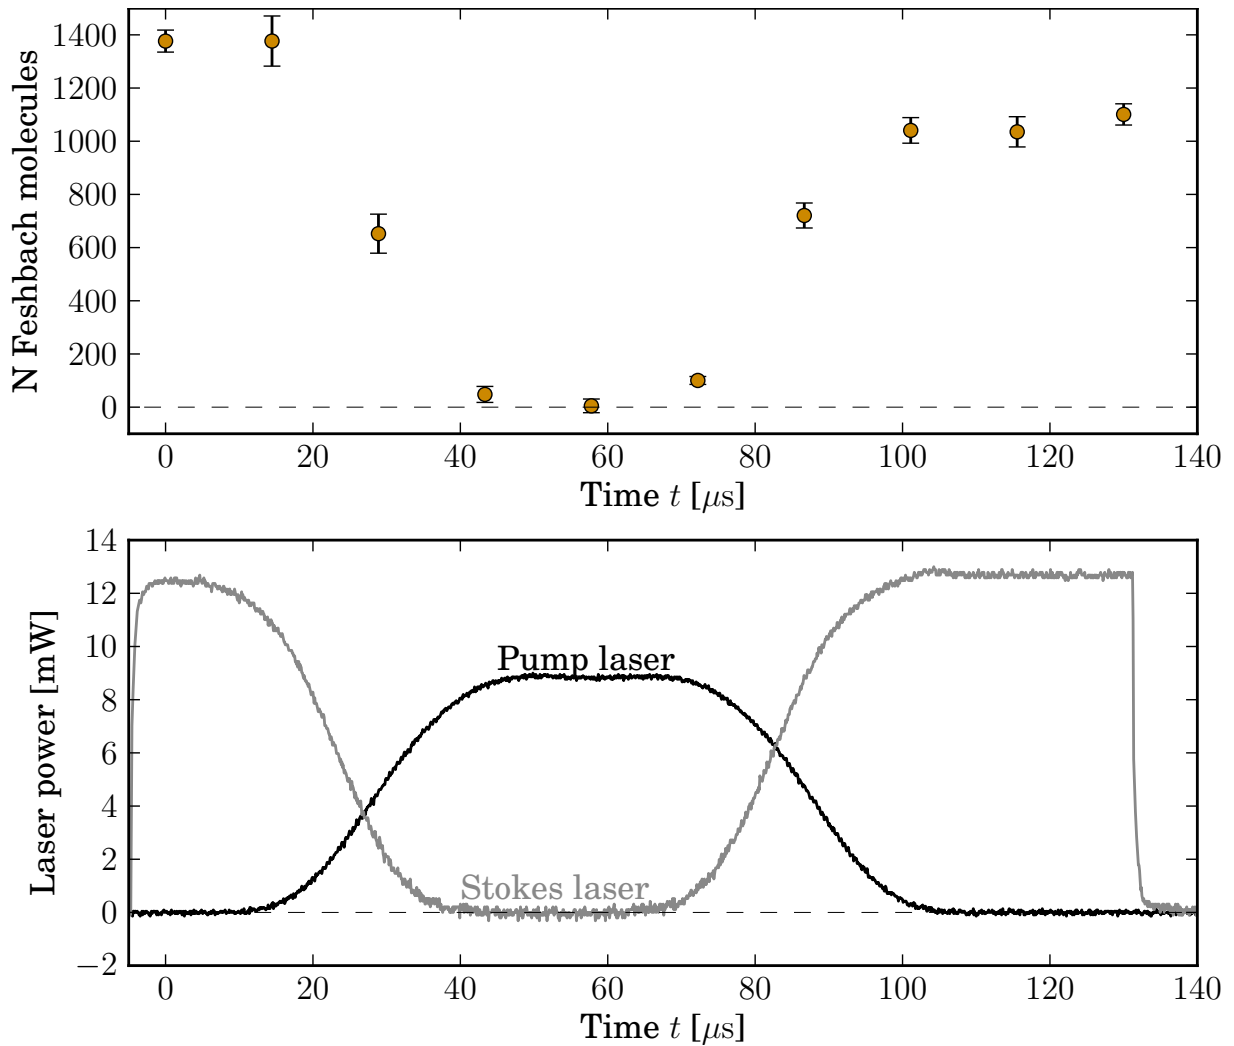 1400
1200
1000
800
600
400
200
0
N Feshbach molecules
0 20 40 60 80 100 120 140
Time t [μs]
14
12
10
8
6
4
2
0
−2
Laser power [mW]
Pump laser
Stokes laser
0 20 40 60 80 100 120 140
Time t [μs]